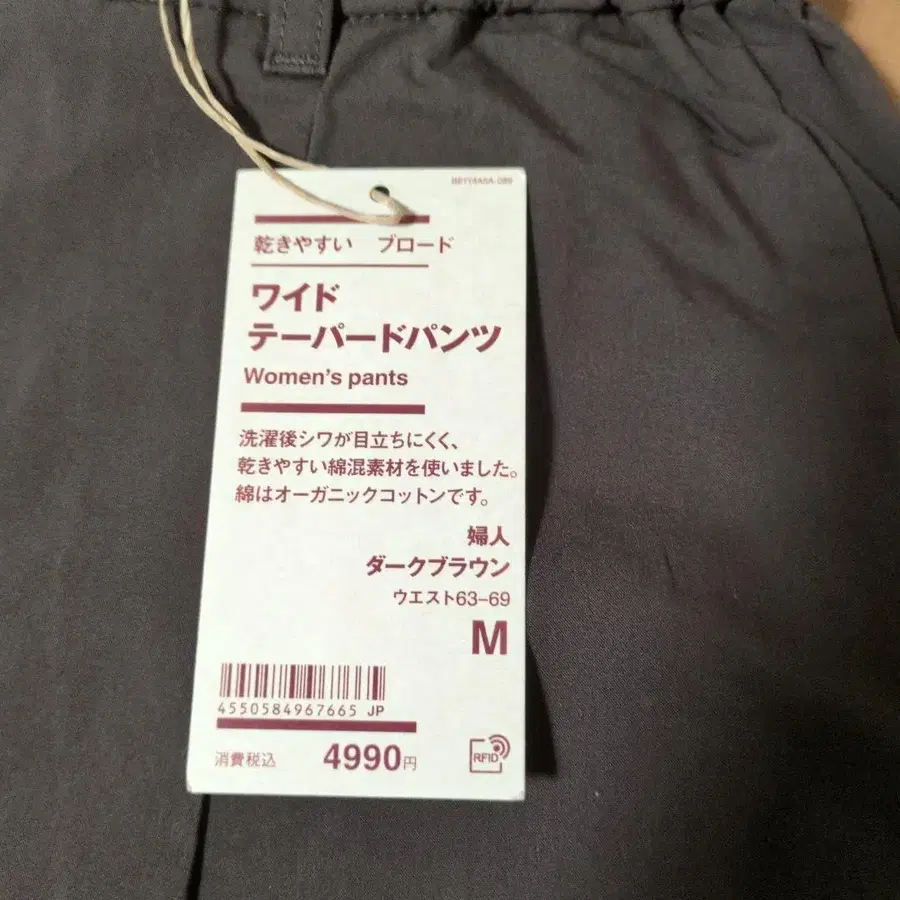 乾きやすい ブロード
ワイド
テーパードパンツ
Women's pants
洗濯後シワが目立ちにくく、
乾きやすい綿混素材を使いました。
綿はオーガニックコットンです。
婦人
ダークブラウン
ウエスト63-69
M
4550584967665 JP
消費税込 4990円
RFID